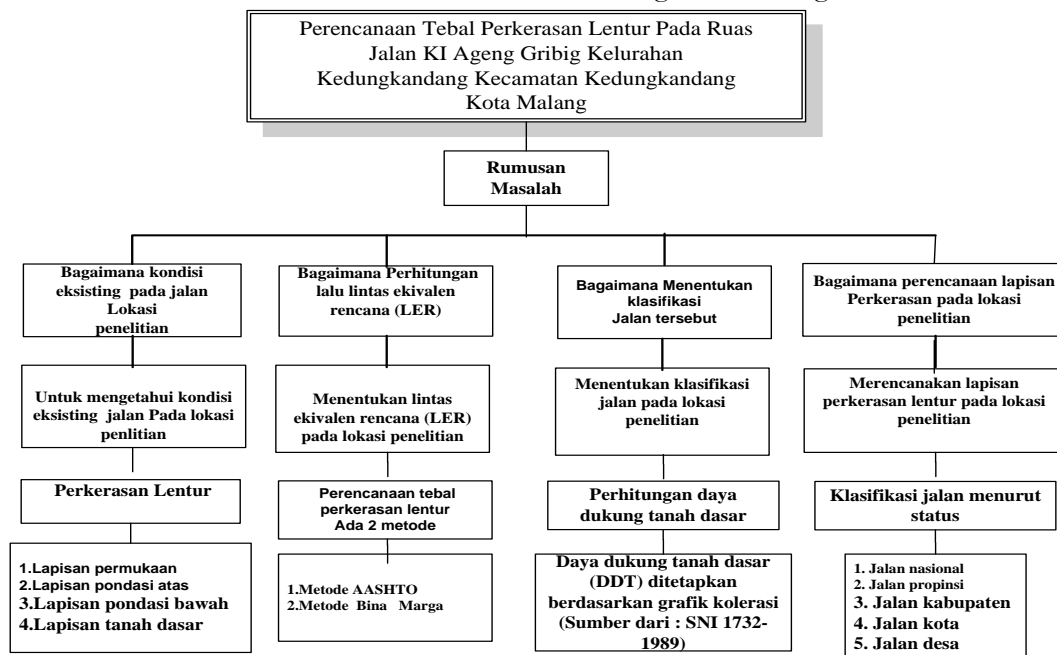 Perencanaan Tebal Perkerasan Lentur Pada Ruas
Jalan KI Ageng Gribig Kelurahan
Kedungkandang Kecamatan Kedungkandang
Kota Malang
Rumusan
Masalah
Bagaimana kondisi
eksisting pada jalan
Lokasi
penelitian
Bagaimana Perhitungan
lalu lintas ekivalen
rencana (LER)
Bagaimana Menentukan
klasifikasi
Jalan tersebut
Bagaimana perencanaan lapisan
Perkerasan pada lokasi
penelitian
Untuk mengetahui kondisi
eksisting jalan Pada lokasi
penlitian
Menentukan lintas
ekivalen rencana (LER)
pada lokasi penelitian
Menentukan klasifikasi
jalan pada lokasi
penelitian
Merencanakan lapisan
perkerasan lentur pada lokasi
penelitian
Perkerasan Lentur
Perencanaan tebal
perkerasan lentur
Ada 2 metode
Perhitungan daya
dukung tanah dasar
Klasifikasi jalan menurut
status
1.Lapisan permukaan
2.Lapisan pondasi atas
3.Lapisan pondasi bawah
4.Lapisan tanah dasar
1.Metode AASHTO
2.Metode Bina Marga
Daya dukung tanah dasar
(DDT) ditetapkan
berdasarkan grafik kolerasi
(Sumber dari : SNI 1732-
1989)
1. Jalan nasional
2. Jalan propinsi
3. Jalan kabupaten
4. Jalan kota
5. Jalan desa